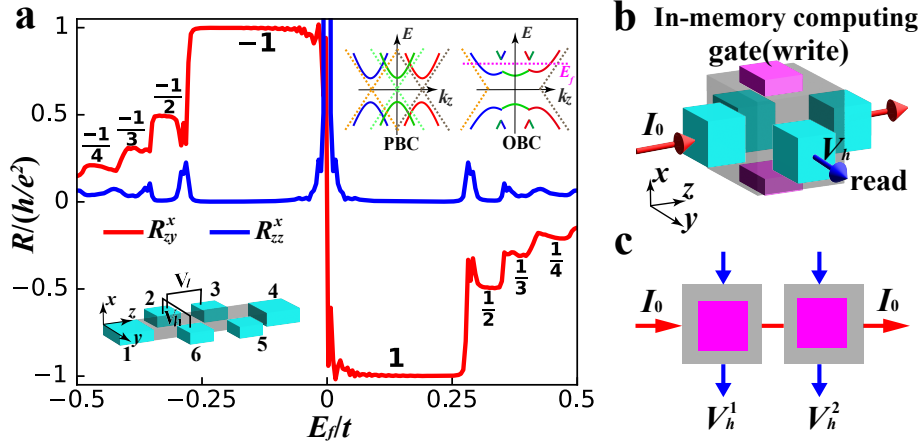 a
R/(h/e²)
1
0.5
0
−0.5
−1
−0.5
−0.25
0
0.25
0.5
E_f/t
−1/4
−1/3
−1/2
−1
1
1/2
1/3
1/4
R^x_zy
R^x_zz
E
k_z
PBC
E
E_f
k_z
OBC
x
z
y
V_l
V_h
1
2
3
4
5
6
b
In-memory computing
gate(write)
I_0
V_h
read
x
z
y
c
I_0
I_0
V_h^1
V_h^2